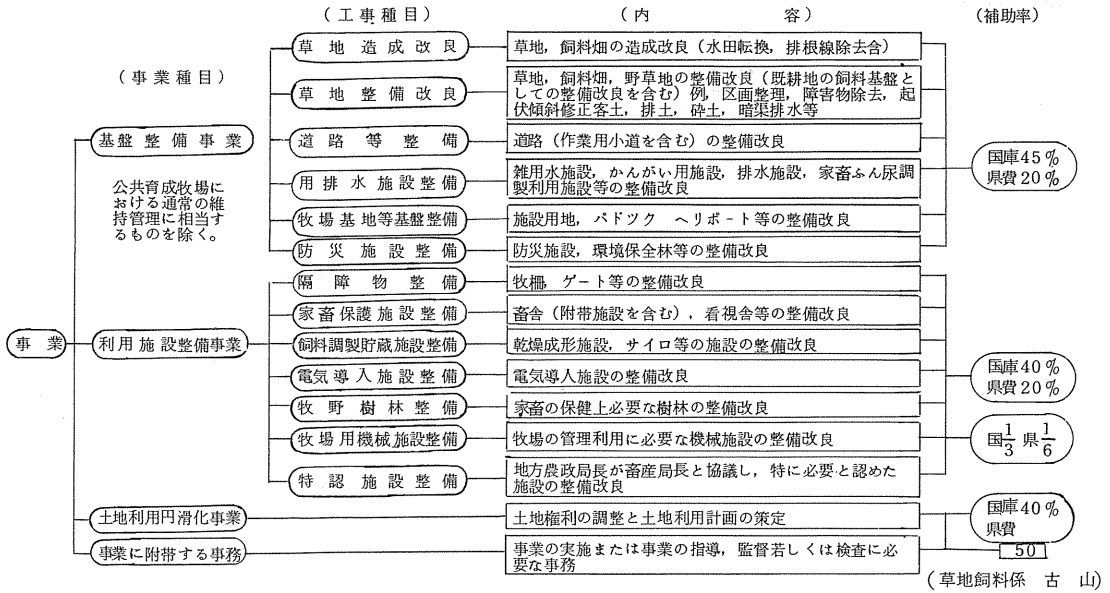 （工事種目）
（内　　容）
（補助率）
（事業種目）
草地造成改良
草地，飼料畑の造成改良（水田転換，排根線除去含）
草地整備改良
草地，飼料畑，野草地の整備改良（既耕地の飼料基盤と
しての整備改良を含む）例，区画整理，障害物除去，起
伏傾斜修正客土，排土，砕土，暗渠排水等
基盤整備事業
道路等整備
道路（作業用小道を含む）の整備改良
国庫45％
県費20％
公共育成牧場に
おける通常の維
持管理に相当す
るものを除く。
用排水施設整備
雑用水施設，かんがい用施設，排水施設，家畜ふん尿調
製利用施設等の整備改良
牧場基地等基盤整備
施設用地，パドツク　ヘリポート等の整備改良
防災施設整備
防災施設，環境保全林等の整備改良
隔障物整備
牧柵，ゲート等の整備改良
家畜保護施設整備
畜舎（附帯施設を含む），看視舎等の整備改良
事業
利用施設整備事業
飼料調製貯蔵施設整備
乾燥成形施設，サイロ等の施設の整備改良
電気導入施設整備
電気導入施設の整備改良
国庫40％
県費20％
牧野樹林整備
家畜の保健上必要な樹林の整備改良
牧場用機械施設整備
牧場の管理利用に必要な機械施設の整備改良
国1/3 県1/6
特認施設整備
地方農政局長が畜産局長と協議し，特に必要と認めた
施設の整備改良
土地利用円滑化事業
土地権利の調整と土地利用計画の策定
国庫40％
県費
事業に附帯する事務
事業の実施または事業の指導，監督若しくは検査に必
要な事務
50
（草地飼料係　古　山）